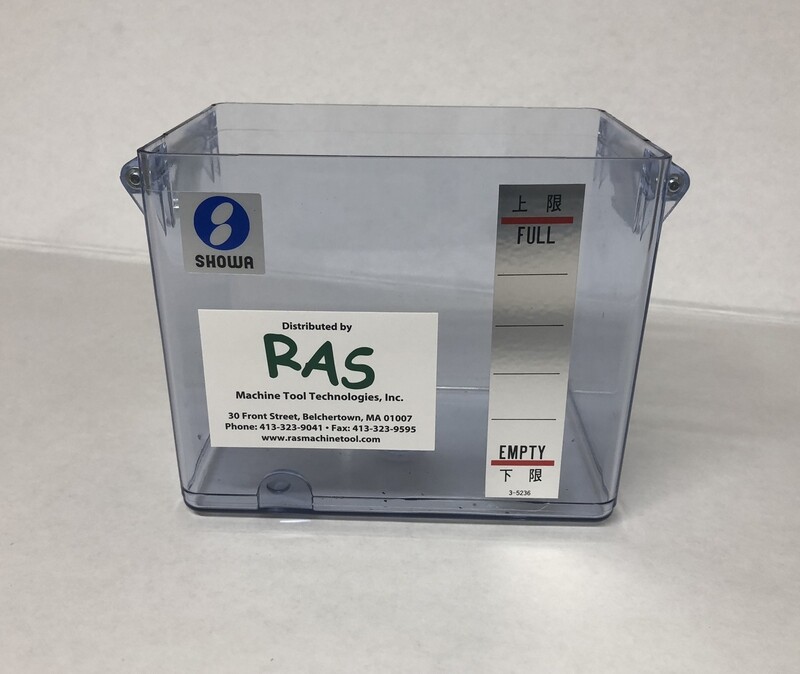 SHOWA
Distributed by
RAS
Machine Tool Technologies, Inc.
30 Front Street, Belchertown, MA 01007
Phone: 413-323-9041 • Fax: 413-323-9595
www.rasmachinetool.com
上限
FULL
EMPTY
下限
3-5236